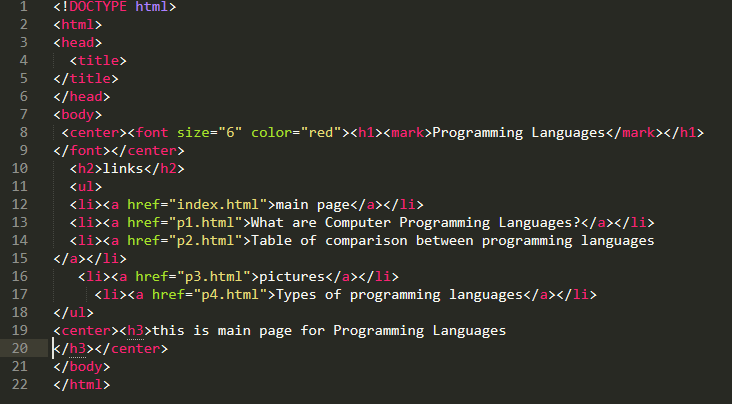 1 <!DOCTYPE html>
2 <html>
3 <head>
4   <title>
5 </title>
6 </head>
7 <body>
8  <center><font size="6" color="red"><h1><mark>Programming Languages</mark></h1>
9 </font></center>
10   <h2>links</h2>
11   <ul>
12   <li><a href="index.html">main page</a></li>
13   <li><a href="p1.html">What are Computer Programming Languages?</a></li>
14   <li><a href="p2.html">Table of comparison between programming languages
15 </a></li>
16    <li><a href="p3.html">pictures</a></li>
17      <li><a href="p4.html">Types of programming languages</a></li>
18 </ul>
19 <center><h3>this is main page for Programming Languages
20 </h3></center>
21 </body>
22 </html>